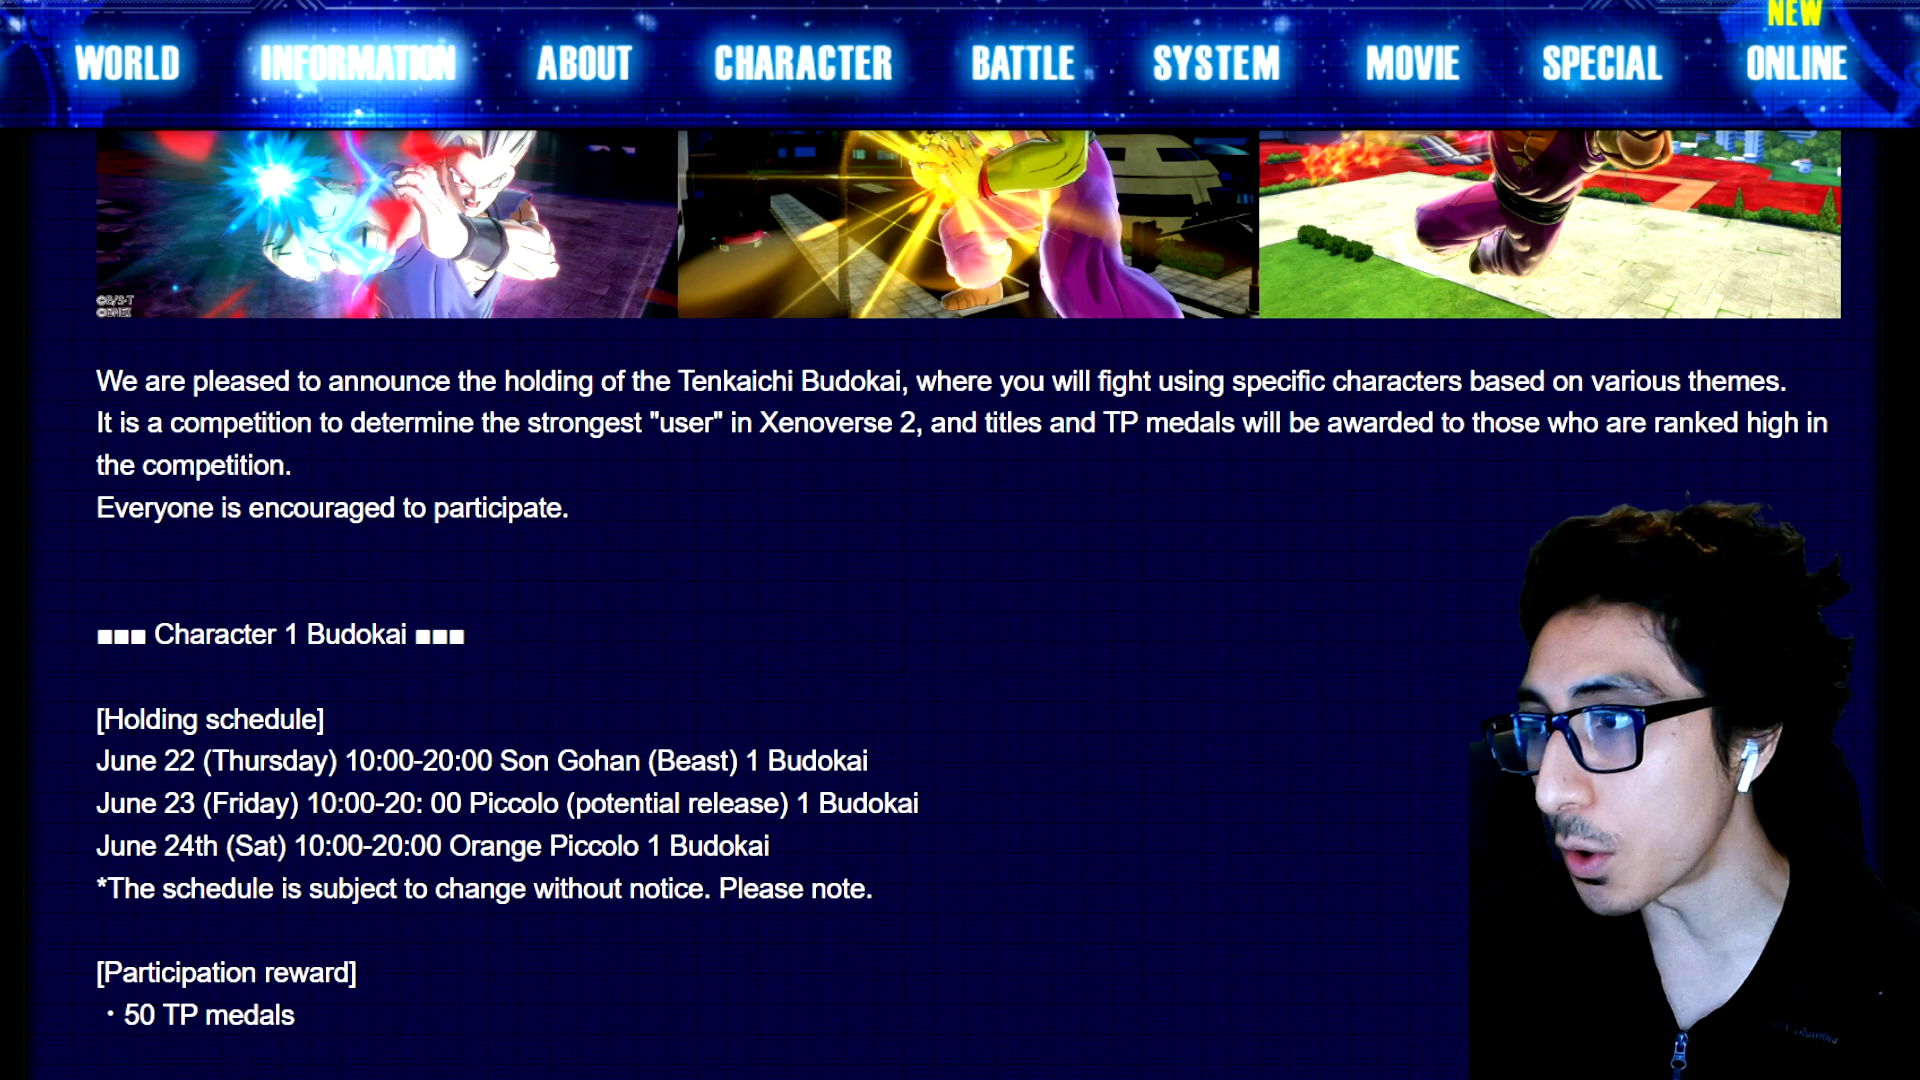 NEW
WORLD INFORMATION ABOUT CHARACTER BATTLE SYSTEM MOVIE SPECIAL ONLINE
©B/S·T
©BNEI
We are pleased to announce the holding of the Tenkaichi Budokai, where you will fight using specific characters based on various themes.
It is a competition to determine the strongest "user" in Xenoverse 2, and titles and TP medals will be awarded to those who are ranked high in
the competition.
Everyone is encouraged to participate.
■■■ Character 1 Budokai ■■■
[Holding schedule]
June 22 (Thursday) 10:00-20:00 Son Gohan (Beast) 1 Budokai
June 23 (Friday) 10:00-20: 00 Piccolo (potential release) 1 Budokai
June 24th (Sat) 10:00-20:00 Orange Piccolo 1 Budokai
*The schedule is subject to change without notice. Please note.
[Participation reward]
・50 TP medals
Columbia